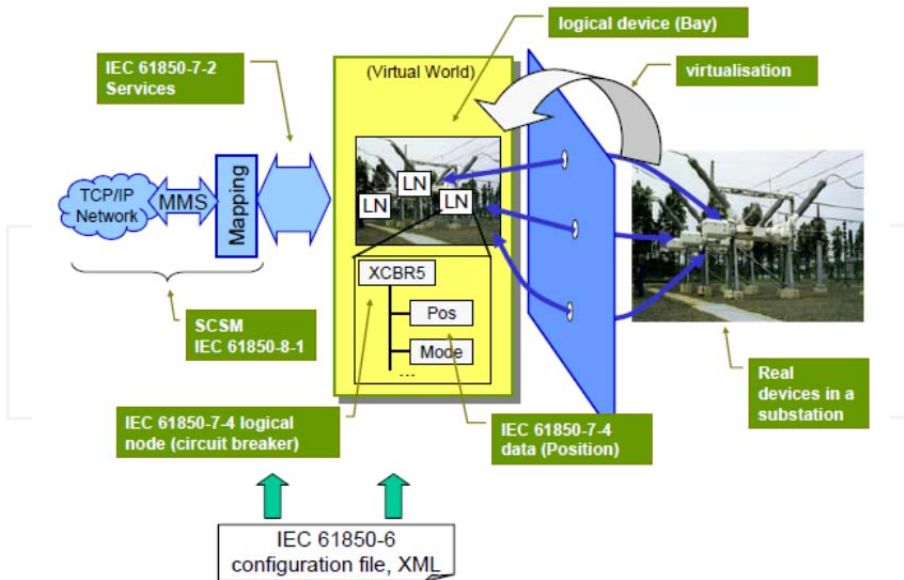 logical device (Bay)
IEC 61850-7-2
Services
(Virtual World)
virtualisation
TCP/IP
Network
MMS
Mapping
LN
LN
LN
XCBR5
Pos
Mode
...
SCSM
IEC 61850-8-1
Real
devices in a
substation
IEC 61850-7-4 logical
node (circuit breaker)
IEC 61850-7-4
data (Position)
IEC 61850-6
configuration file, XML